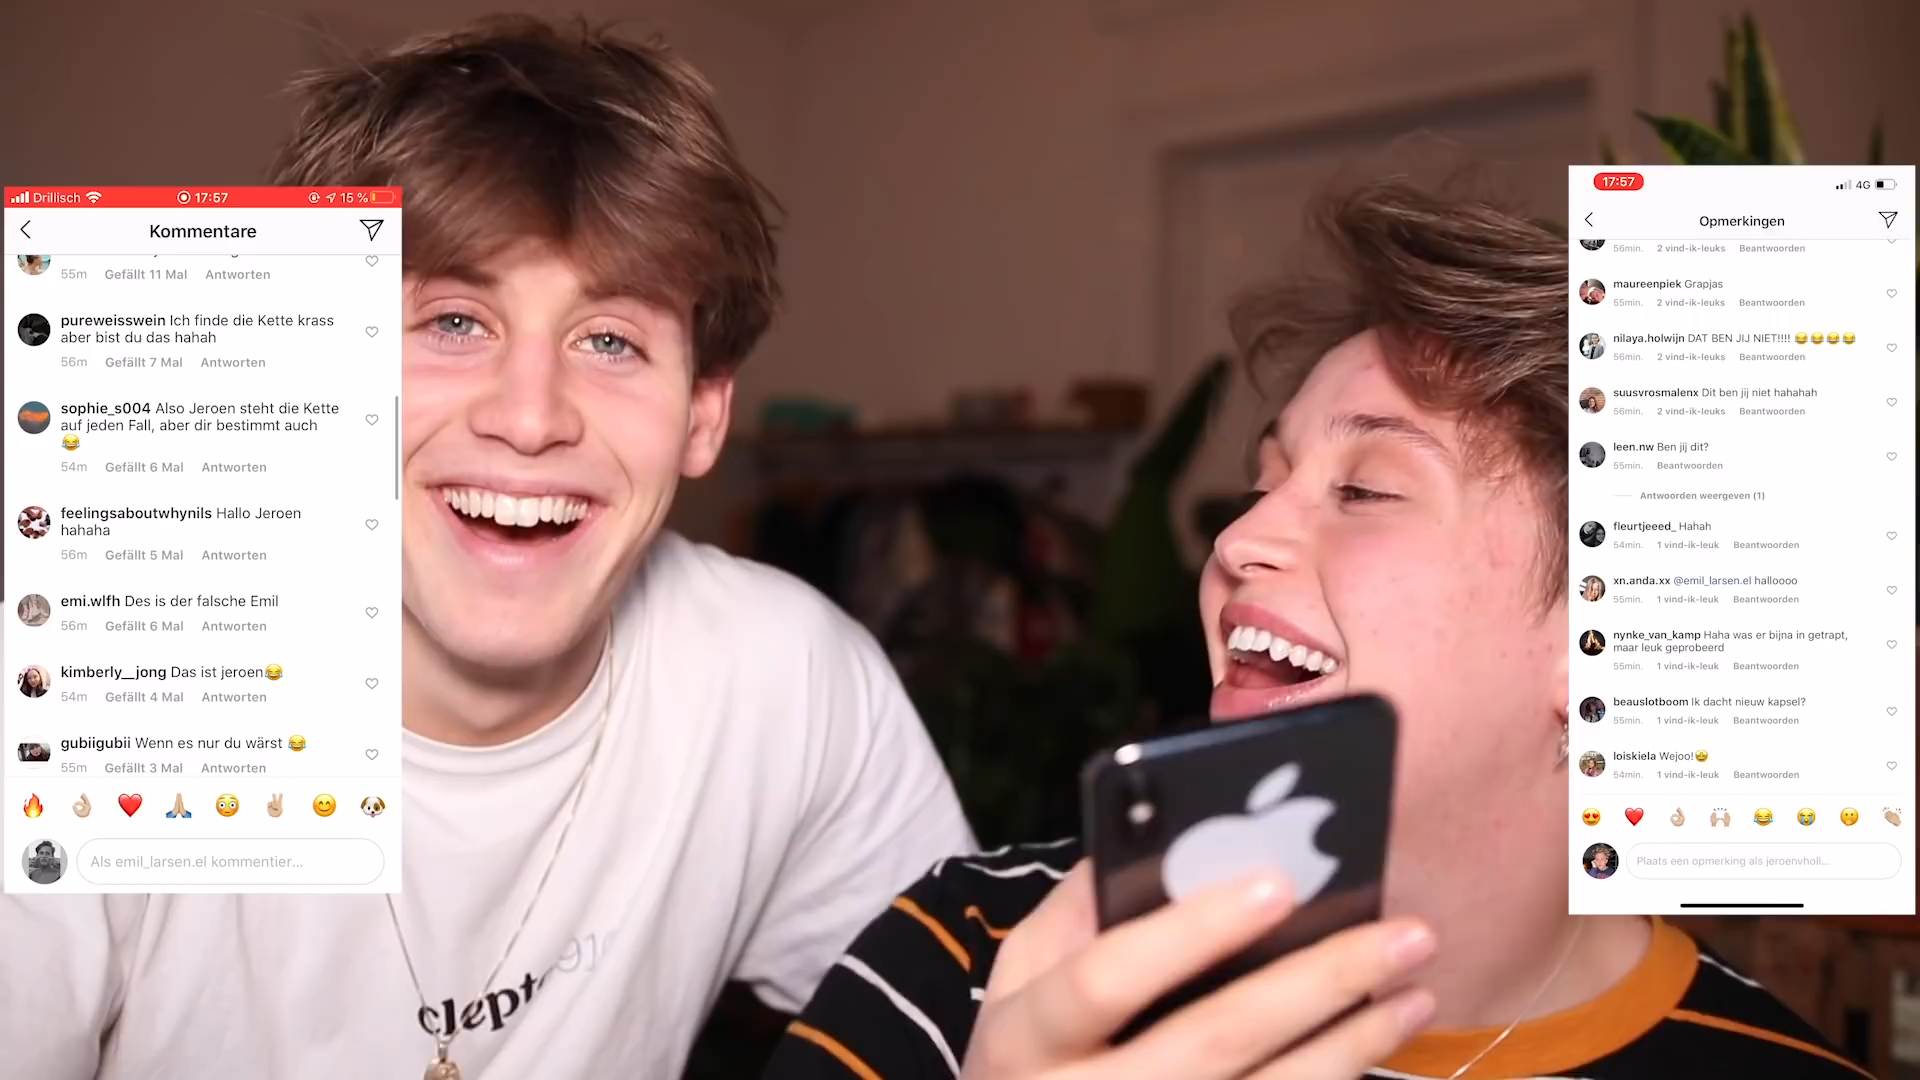 Drillisch
17:57
15 %
Kommentare
55m Gefällt 11 Mal Antworten
pureweisswein Ich finde die Kette krass
aber bist du das hahah
56m Gefällt 7 Mal Antworten
sophie_s004 Also Jeroen steht die Kette
auf jeden Fall, aber dir bestimmt auch
😂
54m Gefällt 6 Mal Antworten
feelingsaboutwhynils Hallo Jeroen
hahaha
56m Gefällt 5 Mal Antworten
emi.wlfh Des is der falsche Emil
56m Gefällt 6 Mal Antworten
kimberly__jong Das ist jeroen😂
54m Gefällt 4 Mal Antworten
gubiigubii Wenn es nur du wärst 😂
55m Gefällt 3 Mal Antworten
Als emil_larsen.el kommentier...
clept
17:57
4G
Opmerkingen
56min. 2 vind-ik-leuks Beantwoorden
maureenpiek Grapjas
55min. 2 vind-ik-leuks Beantwoorden
nilaya.holwijn DAT BEN JIJ NIET!!!! 😂😂😂😂
56min. 2 vind-ik-leuks Beantwoorden
suusvrosmalenx Dit ben jij niet hahahah
56min. 2 vind-ik-leuks Beantwoorden
leen.nw Ben jij dit?
55min. Beantwoorden
Antwoorden weergeven (1)
fleurtjeeed_ Hahah
54min. 1 vind-ik-leuk Beantwoorden
xn.anda.xx @emil_larsen.el halloooo
55min. 1 vind-ik-leuk Beantwoorden
nynke_van_kamp Haha was er bijna in getrapt,
maar leuk geprobeerd
55min. 1 vind-ik-leuk Beantwoorden
beauslotboom Ik dacht nieuw kapsel?
55min. 1 vind-ik-leuk Beantwoorden
loiskiela Wejoo!🤩
54min. 1 vind-ik-leuk Beantwoorden
Plaats een opmerking als jeroenvholl...